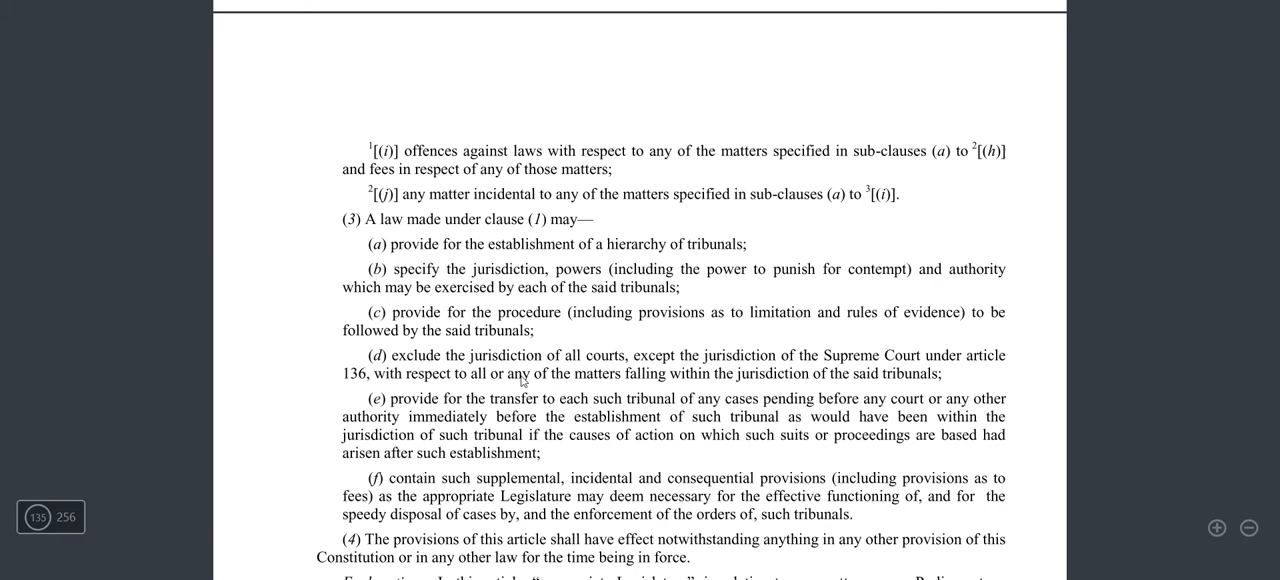 1[(i)] offences against laws with respect to any of the matters specified in sub-clauses (a) to 2[(h)]
and fees in respect of any of those matters;
2[(j)] any matter incidental to any of the matters specified in sub-clauses (a) to 3[(i)].
(3) A law made under clause (1) may—
(a) provide for the establishment of a hierarchy of tribunals;
(b) specify the jurisdiction, powers (including the power to punish for contempt) and authority
which may be exercised by each of the said tribunals;
(c) provide for the procedure (including provisions as to limitation and rules of evidence) to be
followed by the said tribunals;
(d) exclude the jurisdiction of all courts, except the jurisdiction of the Supreme Court under article
136, with respect to all or any of the matters falling within the jurisdiction of the said tribunals;
(e) provide for the transfer to each such tribunal of any cases pending before any court or any other
authority immediately before the establishment of such tribunal as would have been within the
jurisdiction of such tribunal if the causes of action on which such suits or proceedings are based had
arisen after such establishment;
(f) contain such supplemental, incidental and consequential provisions (including provisions as to
fees) as the appropriate Legislature may deem necessary for the effective functioning of, and for the
speedy disposal of cases by, and the enforcement of the orders of, such tribunals.
135 256
(4) The provisions of this article shall have effect notwithstanding anything in any other provision of this
Constitution or in any other law for the time being in force.